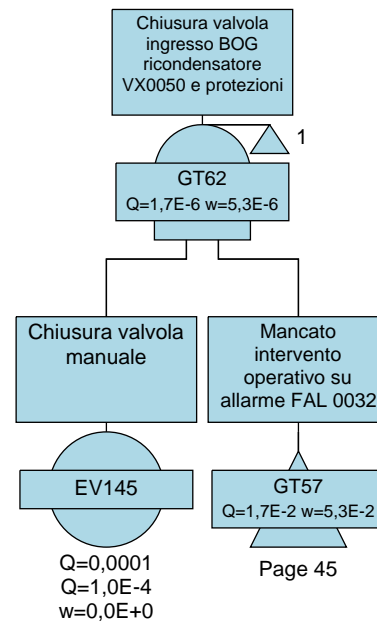 Chiusura valvola
ingresso BOG
ricondensatore
VX0050 e protezioni
1
GT62
Q=1,7E-6 w=5,3E-6
Chiusura valvola
manuale
Mancato
intervento
operativo su
allarme FAL 0032
EV145
GT57
Q=1,7E-2 w=5,3E-2
Q=0,0001
Q=1,0E-4
w=0,0E+0
Page 45